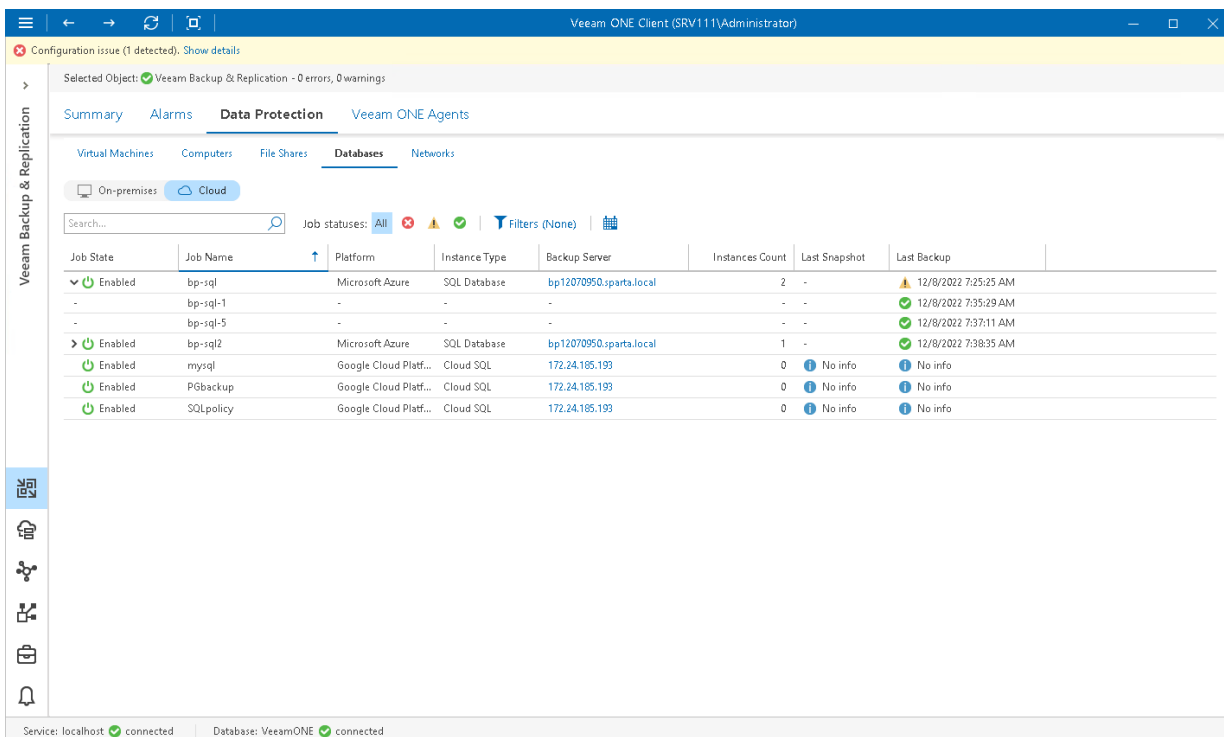 Veeam ONE Client (SRV111\Administrator)
Configuration issue (1 detected). Show details
Selected Object: Veeam Backup & Replication - 0 errors, 0 warnings
Veeam Backup & Replication
Summary Alarms Data Protection Veeam ONE Agents
Virtual Machines Computers File Shares Databases Networks
On-premises Cloud
Search... Job statuses: All Filters (None)
Job State Job Name Platform Instance Type Backup Server Instances Count Last Snapshot Last Backup
Enabled bp-sql Microsoft Azure SQL Database bp12070950.sparta.local 2 - 12/8/2022 7:25:25 AM
- bp-sql-1 - - - - - 12/8/2022 7:35:29 AM
- bp-sql-5 - - - - - 12/8/2022 7:37:11 AM
Enabled bp-sql2 Microsoft Azure SQL Database bp12070950.sparta.local 1 - 12/8/2022 7:38:35 AM
Enabled mysql Google Cloud Platf... Cloud SQL 172.24.185.193 0 No info No info
Enabled PGbackup Google Cloud Platf... Cloud SQL 172.24.185.193 0 No info No info
Enabled SQLpolicy Google Cloud Platf... Cloud SQL 172.24.185.193 0 No info No info
Service: localhost connected Database: VeeamONE connected